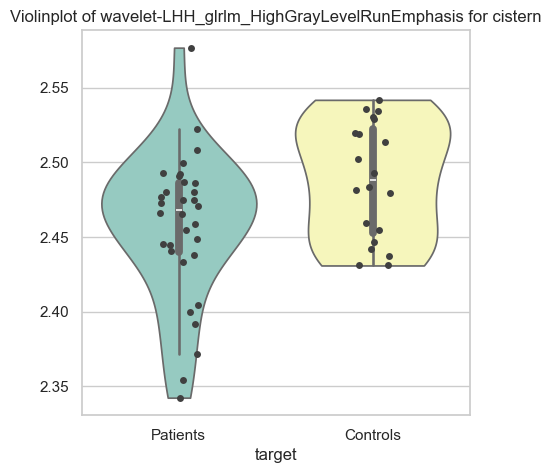 Violinplot of wavelet-LHH_glrlm_HighGrayLevelRunEmphasis for cistern
2.55
2.50
2.45
2.40
2.35
Patients Controls
target